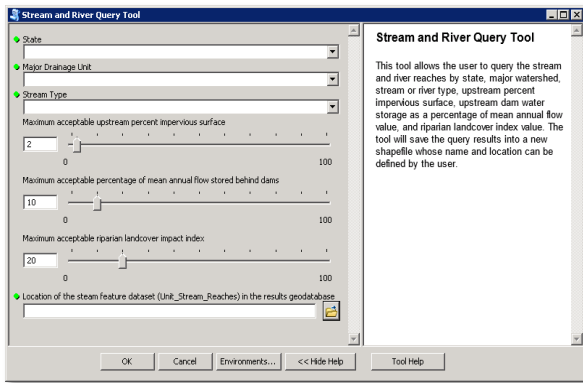 Stream and River Query Tool
State
Major Drainage Unit
Stream Type
Maximum acceptable upstream percent impervious surface
2
0 100
Maximum acceptable percentage of mean annual flow stored behind dams
10
0 100
Maximum acceptable riparian landcover impact index
20
0 100
Location of the steam feature dataset (Unit_Stream_Reaches) in the results geodatabase
OK Cancel Environments... << Hide Help Tool Help
Stream and River Query Tool
This tool allows the user to query the stream
and river reaches by state, major watershed,
stream or river type, upstream percent
impervious surface, upstream dam water
storage as a percentage of mean annual flow
value, and riparian landcover index value. The
tool will save the query results into a new
shapefile whose name and location can be
defined by the user.